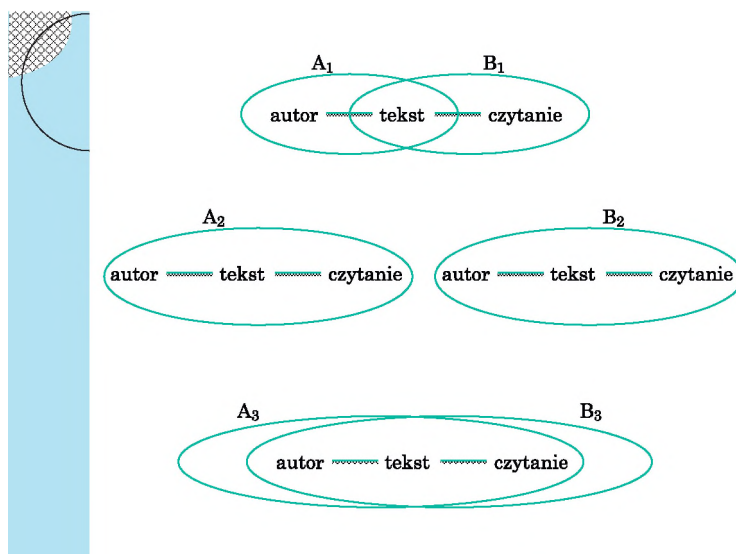 A₁ B₁
autor tekst czytanie
A₂ B₂
autor tekst czytanie autor tekst czytanie
A₃ B₃
autor tekst czytanie